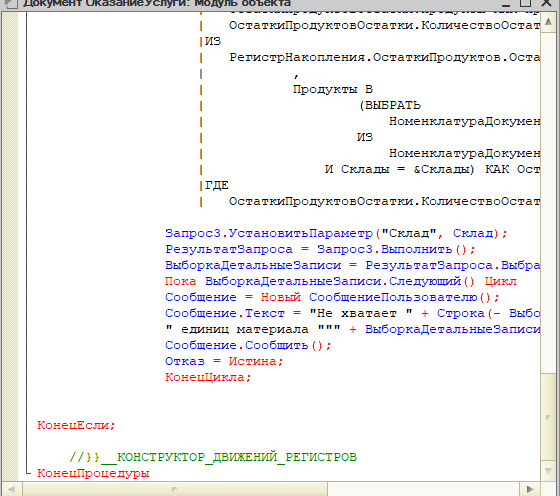 Документ ОказаниеУслуги: Модуль объекта
| ОстаткиПродуктовОстатки.КоличествоОстат
|ИЗ
| РегистрНакопления.ОстаткиПродуктов.Оста
| ,
| Продукты В
| (ВЫБРАТЬ
| НоменклатураДокумен
| ИЗ
| НоменклатураДокумен
| И Склады = &Склады) КАК Ост
|ГДЕ
| ОстаткиПродуктовОстатки.КоличествоОстат
Запрос3.УстановитьПараметр("Склад", Склад);
РезультатЗапроса = Запрос3.Выполнить();
ВыборкаДетальныеЗаписи = РезультатЗапроса.Выбра
Пока ВыборкаДетальныеЗаписи.Следующий() Цикл
Сообщение = Новый СообщениеПользователю();
Сообщение.Текст = "Не хватает " + Строка(- Выбо
" единиц материала """ + ВыборкаДетальныеЗаписи
Сообщение.Сообщить();
Отказ = Истина;
КонецЦикла;
КонецЕсли;
//}}__КОНСТРУКТОР_ДВИЖЕНИЙ_РЕГИСТРОВ
КонецПроцедуры